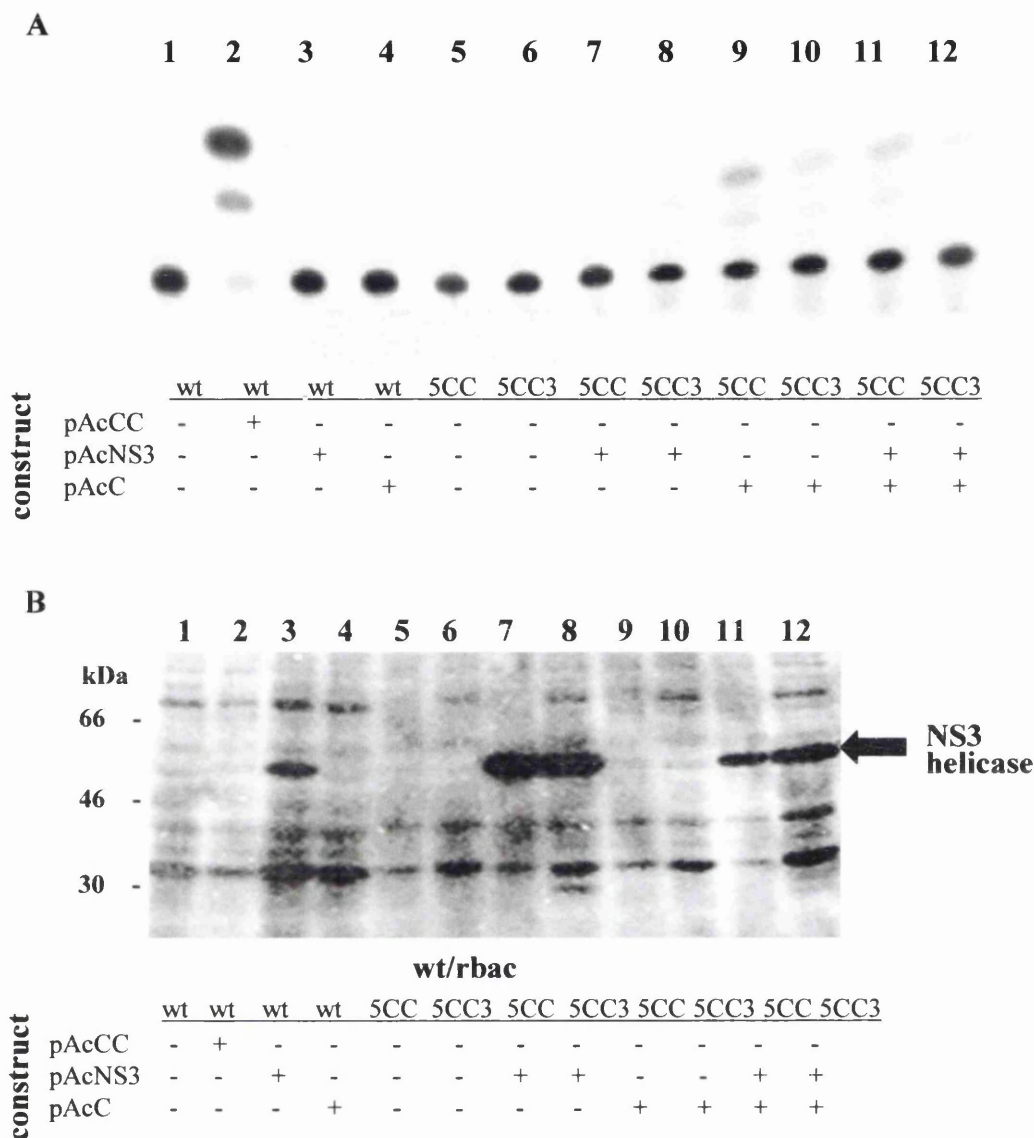 A
1 2 3 4 5 6 7 8 9 10 11 12
wt wt wt wt 5CC 5CC3 5CC 5CC3 5CC 5CC3 5CC 5CC3
construct
pAcCC - + - - - - - - - - - -
pAcNS3 - - + - - - + + - - + +
pAcC - - - + - - - - + + + +
B
1 2 3 4 5 6 7 8 9 10 11 12
kDa
66 -
46 -
30 -
NS3
helicase
wt/rbac
wt wt wt wt 5CC 5CC3 5CC 5CC3 5CC 5CC3 5CC 5CC3
construct
pAcCC - + - - - - - - - - - -
pAcNS3 - - + - - - + + - - + +
pAcC - - - + - - - - + + + +